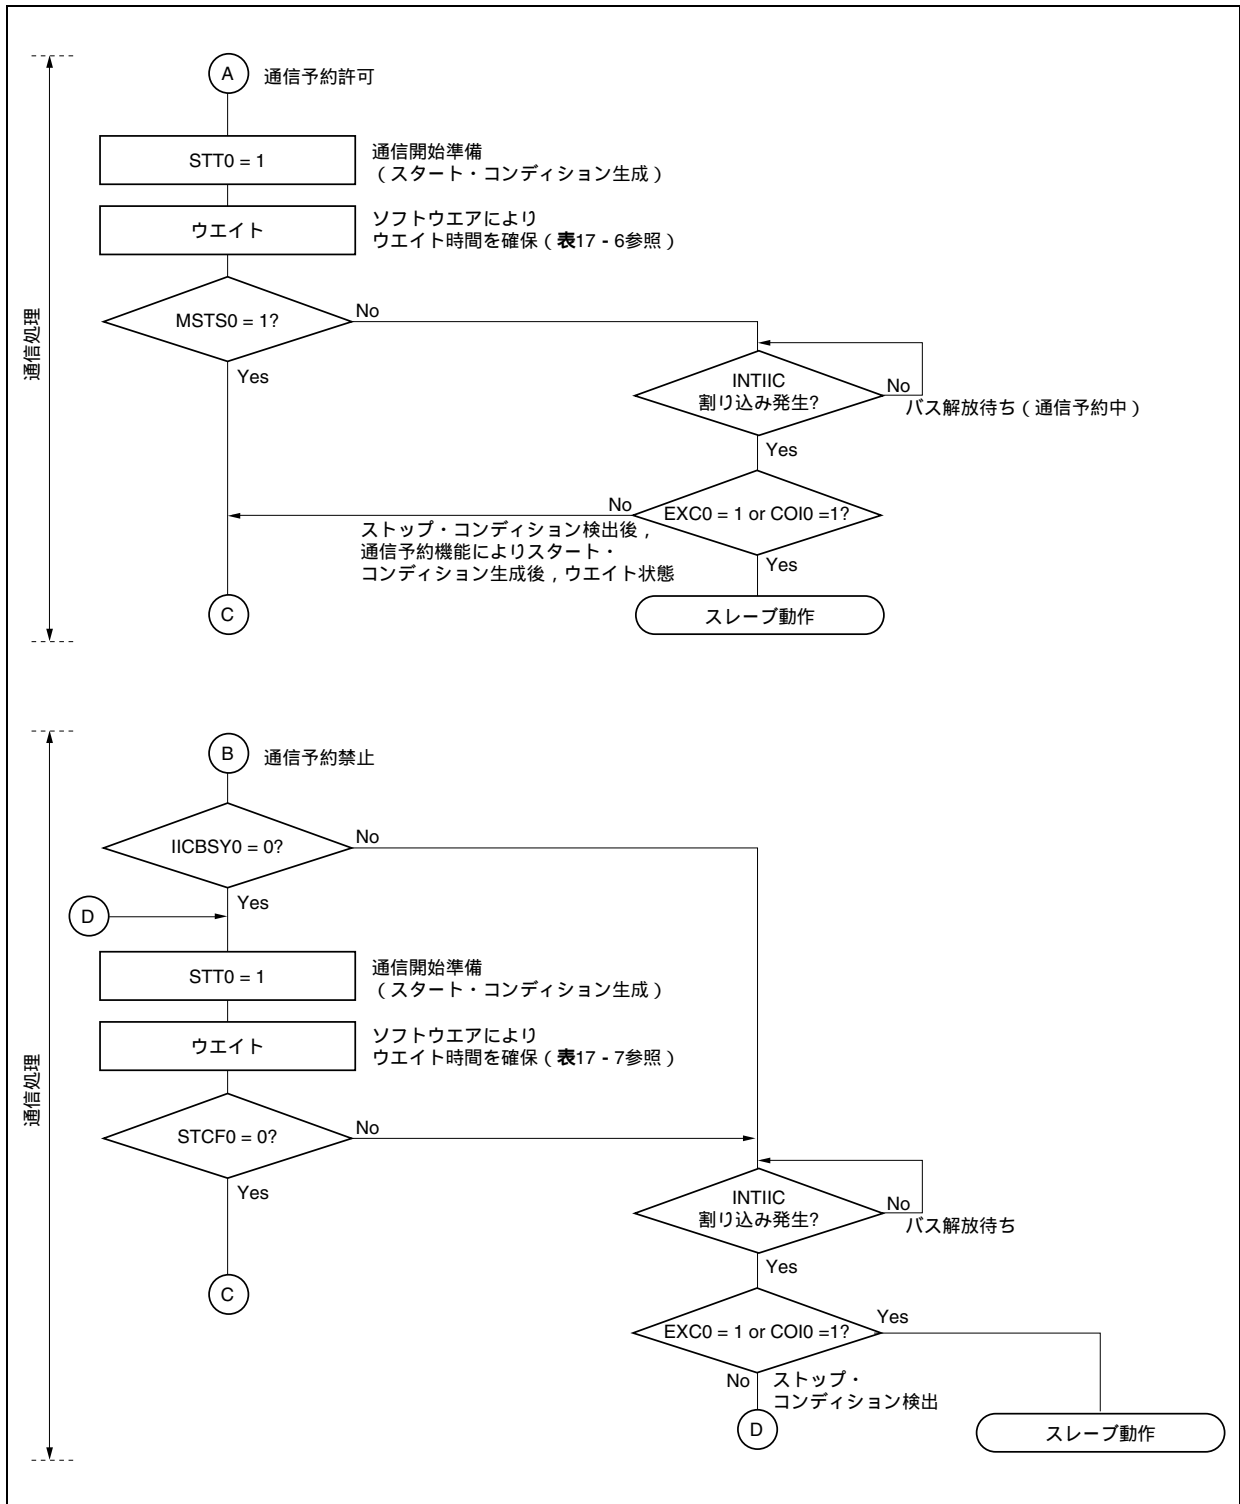 A 通信予約許可
STT0 = 1
通信開始準備
（スタート・コンディション生成）
ウエイト
ソフトウエアにより
ウエイト時間を確保（表17 - 6参照）
MSTS0 = 1?
No
Yes
INTIIC
割り込み発生?
No
バス解放待ち（通信予約中）
Yes
EXC0 = 1 or COI0 =1?
No
ストップ・コンディション検出後，
通信予約機能によりスタート・
コンディション生成後，ウエイト状態
Yes
C
スレーブ動作
通信処理
B 通信予約禁止
IICBSY0 = 0?
No
Yes
D
STT0 = 1
通信開始準備
（スタート・コンディション生成）
ウエイト
ソフトウエアにより
ウエイト時間を確保（表17 - 7参照）
STCF0 = 0?
No
Yes
INTIIC
割り込み発生?
No
バス解放待ち
Yes
C
EXC0 = 1 or COI0 =1?
Yes
No
ストップ・
コンディション検出
D
スレーブ動作
通信処理